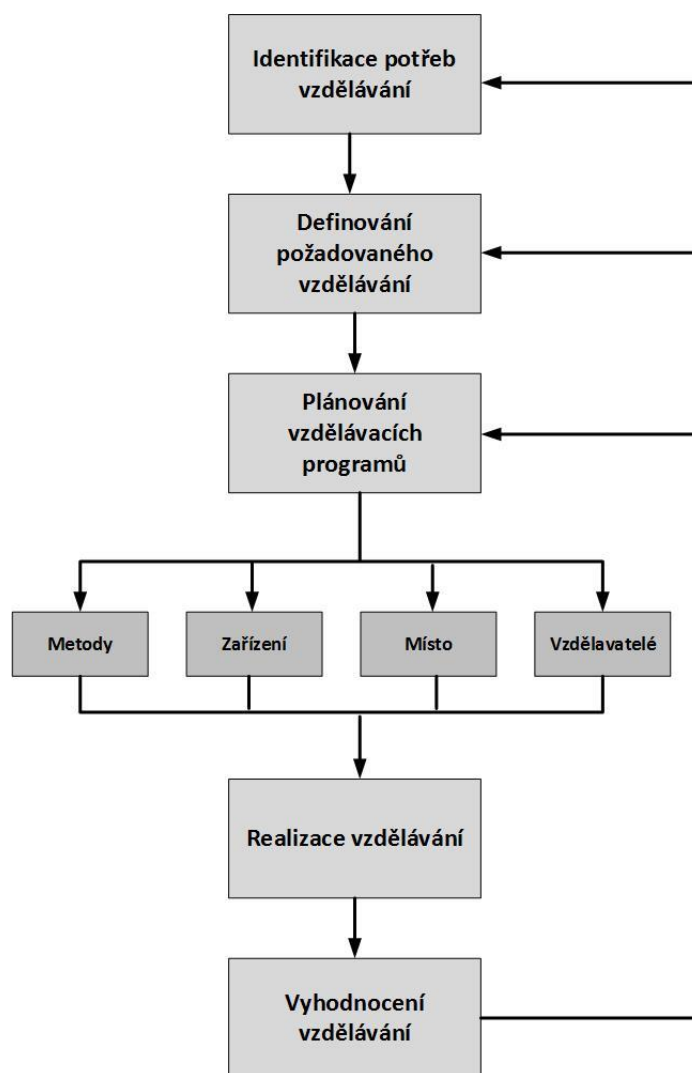 Identifikace potřeb
vzdělávání
Definování
požadovaného
vzdělávání
Plánování
vzdělávacích
programů
Metody
Zařízení
Místo
Vzdělavatelé
Realizace vzdělávání
Vyhodnocení
vzdělávání